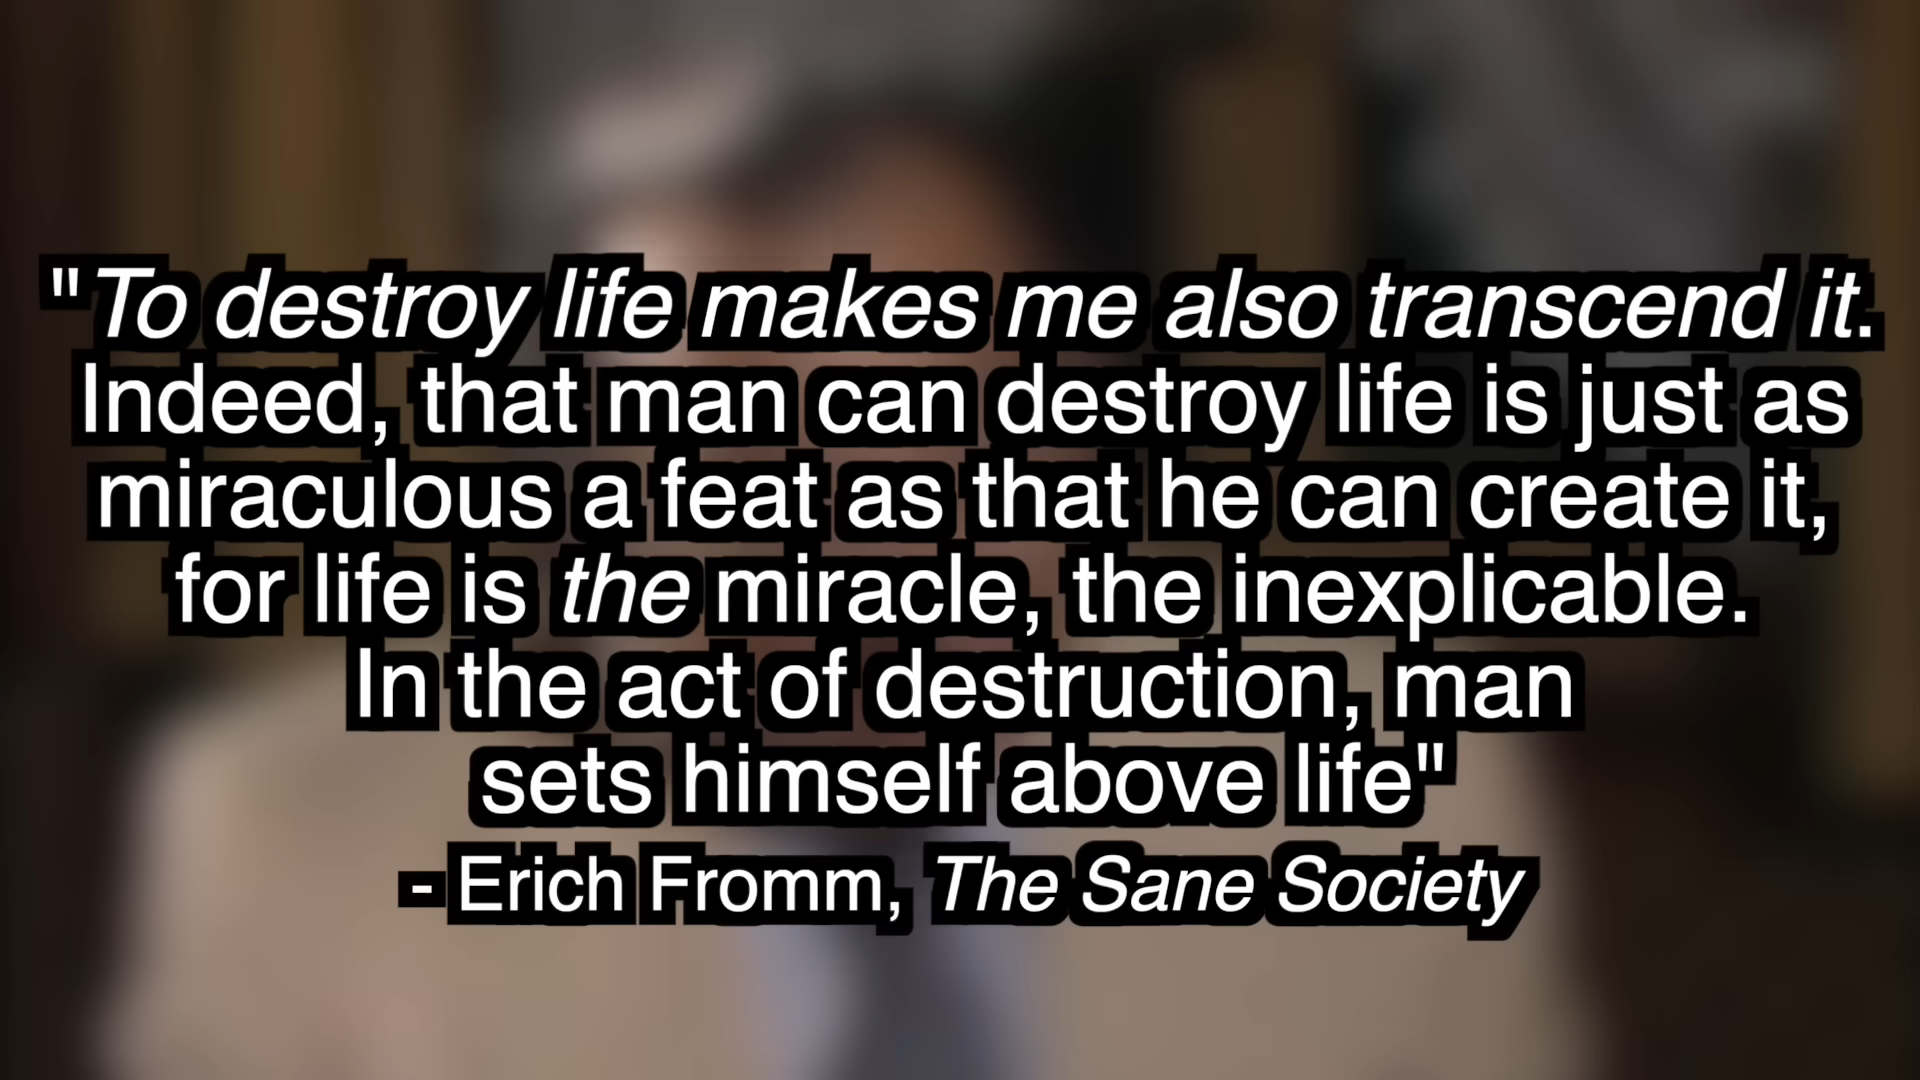 "To destroy life makes me also transcend it.
Indeed, that man can destroy life is just as
miraculous a feat as that he can create it,
for life is the miracle, the inexplicable.
In the act of destruction, man
sets himself above life"
- Erich Fromm, The Sane Society